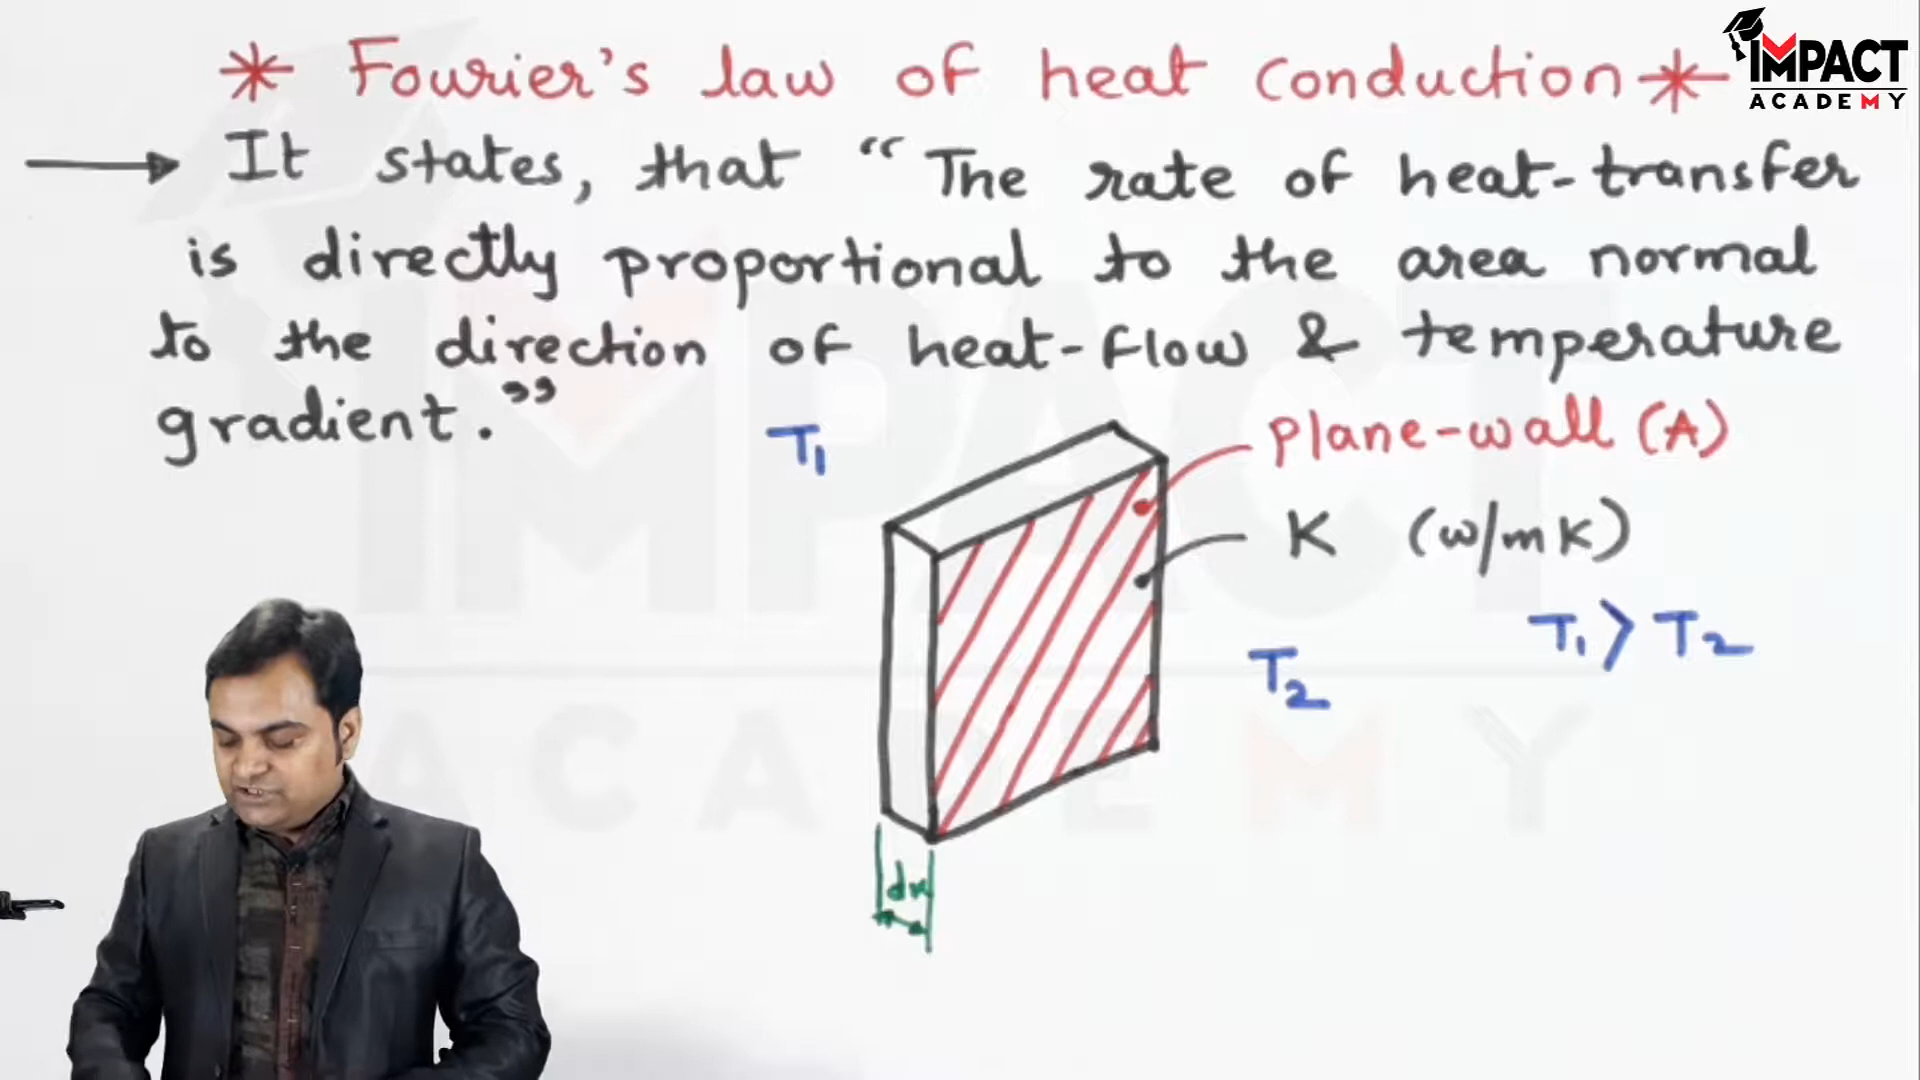 * Fourier's law of heat conduction *
IMPACT
ACADEMY
→ It states, that “The rate of heat-transfer
is directly proportional to the area normal
to the direction of heat-flow & temperature
gradient.”
T₁
plane-wall (A)
K (w/mK)
T₁ > T₂
T₂
dx
IMPACT
ACADEMY